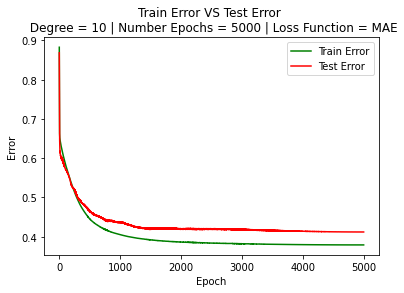 Train Error VS Test Error
Degree = 10 | Number Epochs = 5000 | Loss Function = MAE
Train Error
Test Error
Error
0.9
0.8
0.7
0.6
0.5
0.4
0 1000 2000 3000 4000 5000
Epoch